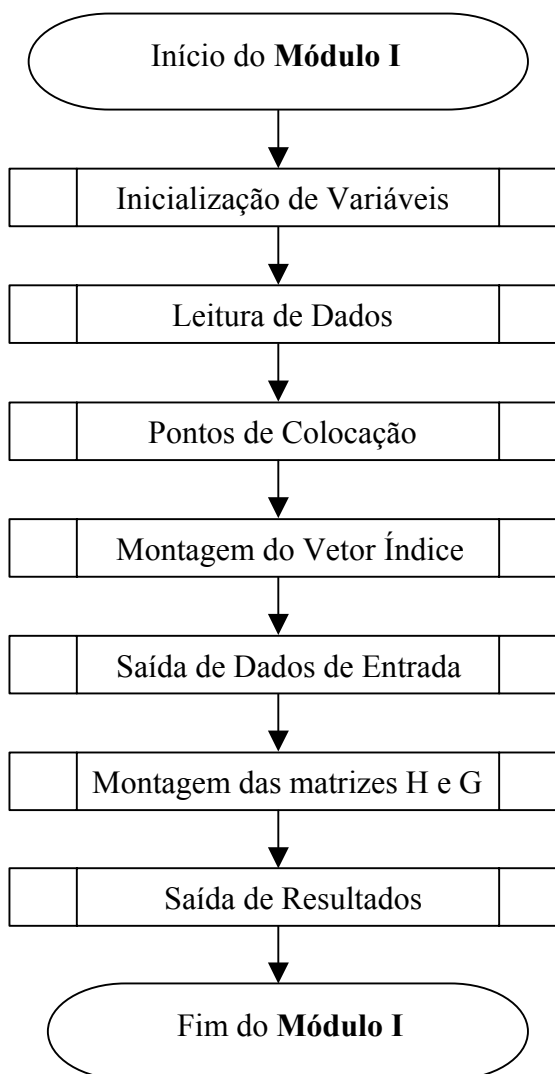 Início do Módulo I
Inicialização de Variáveis
Leitura de Dados
Pontos de Colocação
Montagem do Vetor Índice
Saída de Dados de Entrada
Montagem das matrizes H e G
Saída de Resultados
Fim do Módulo I